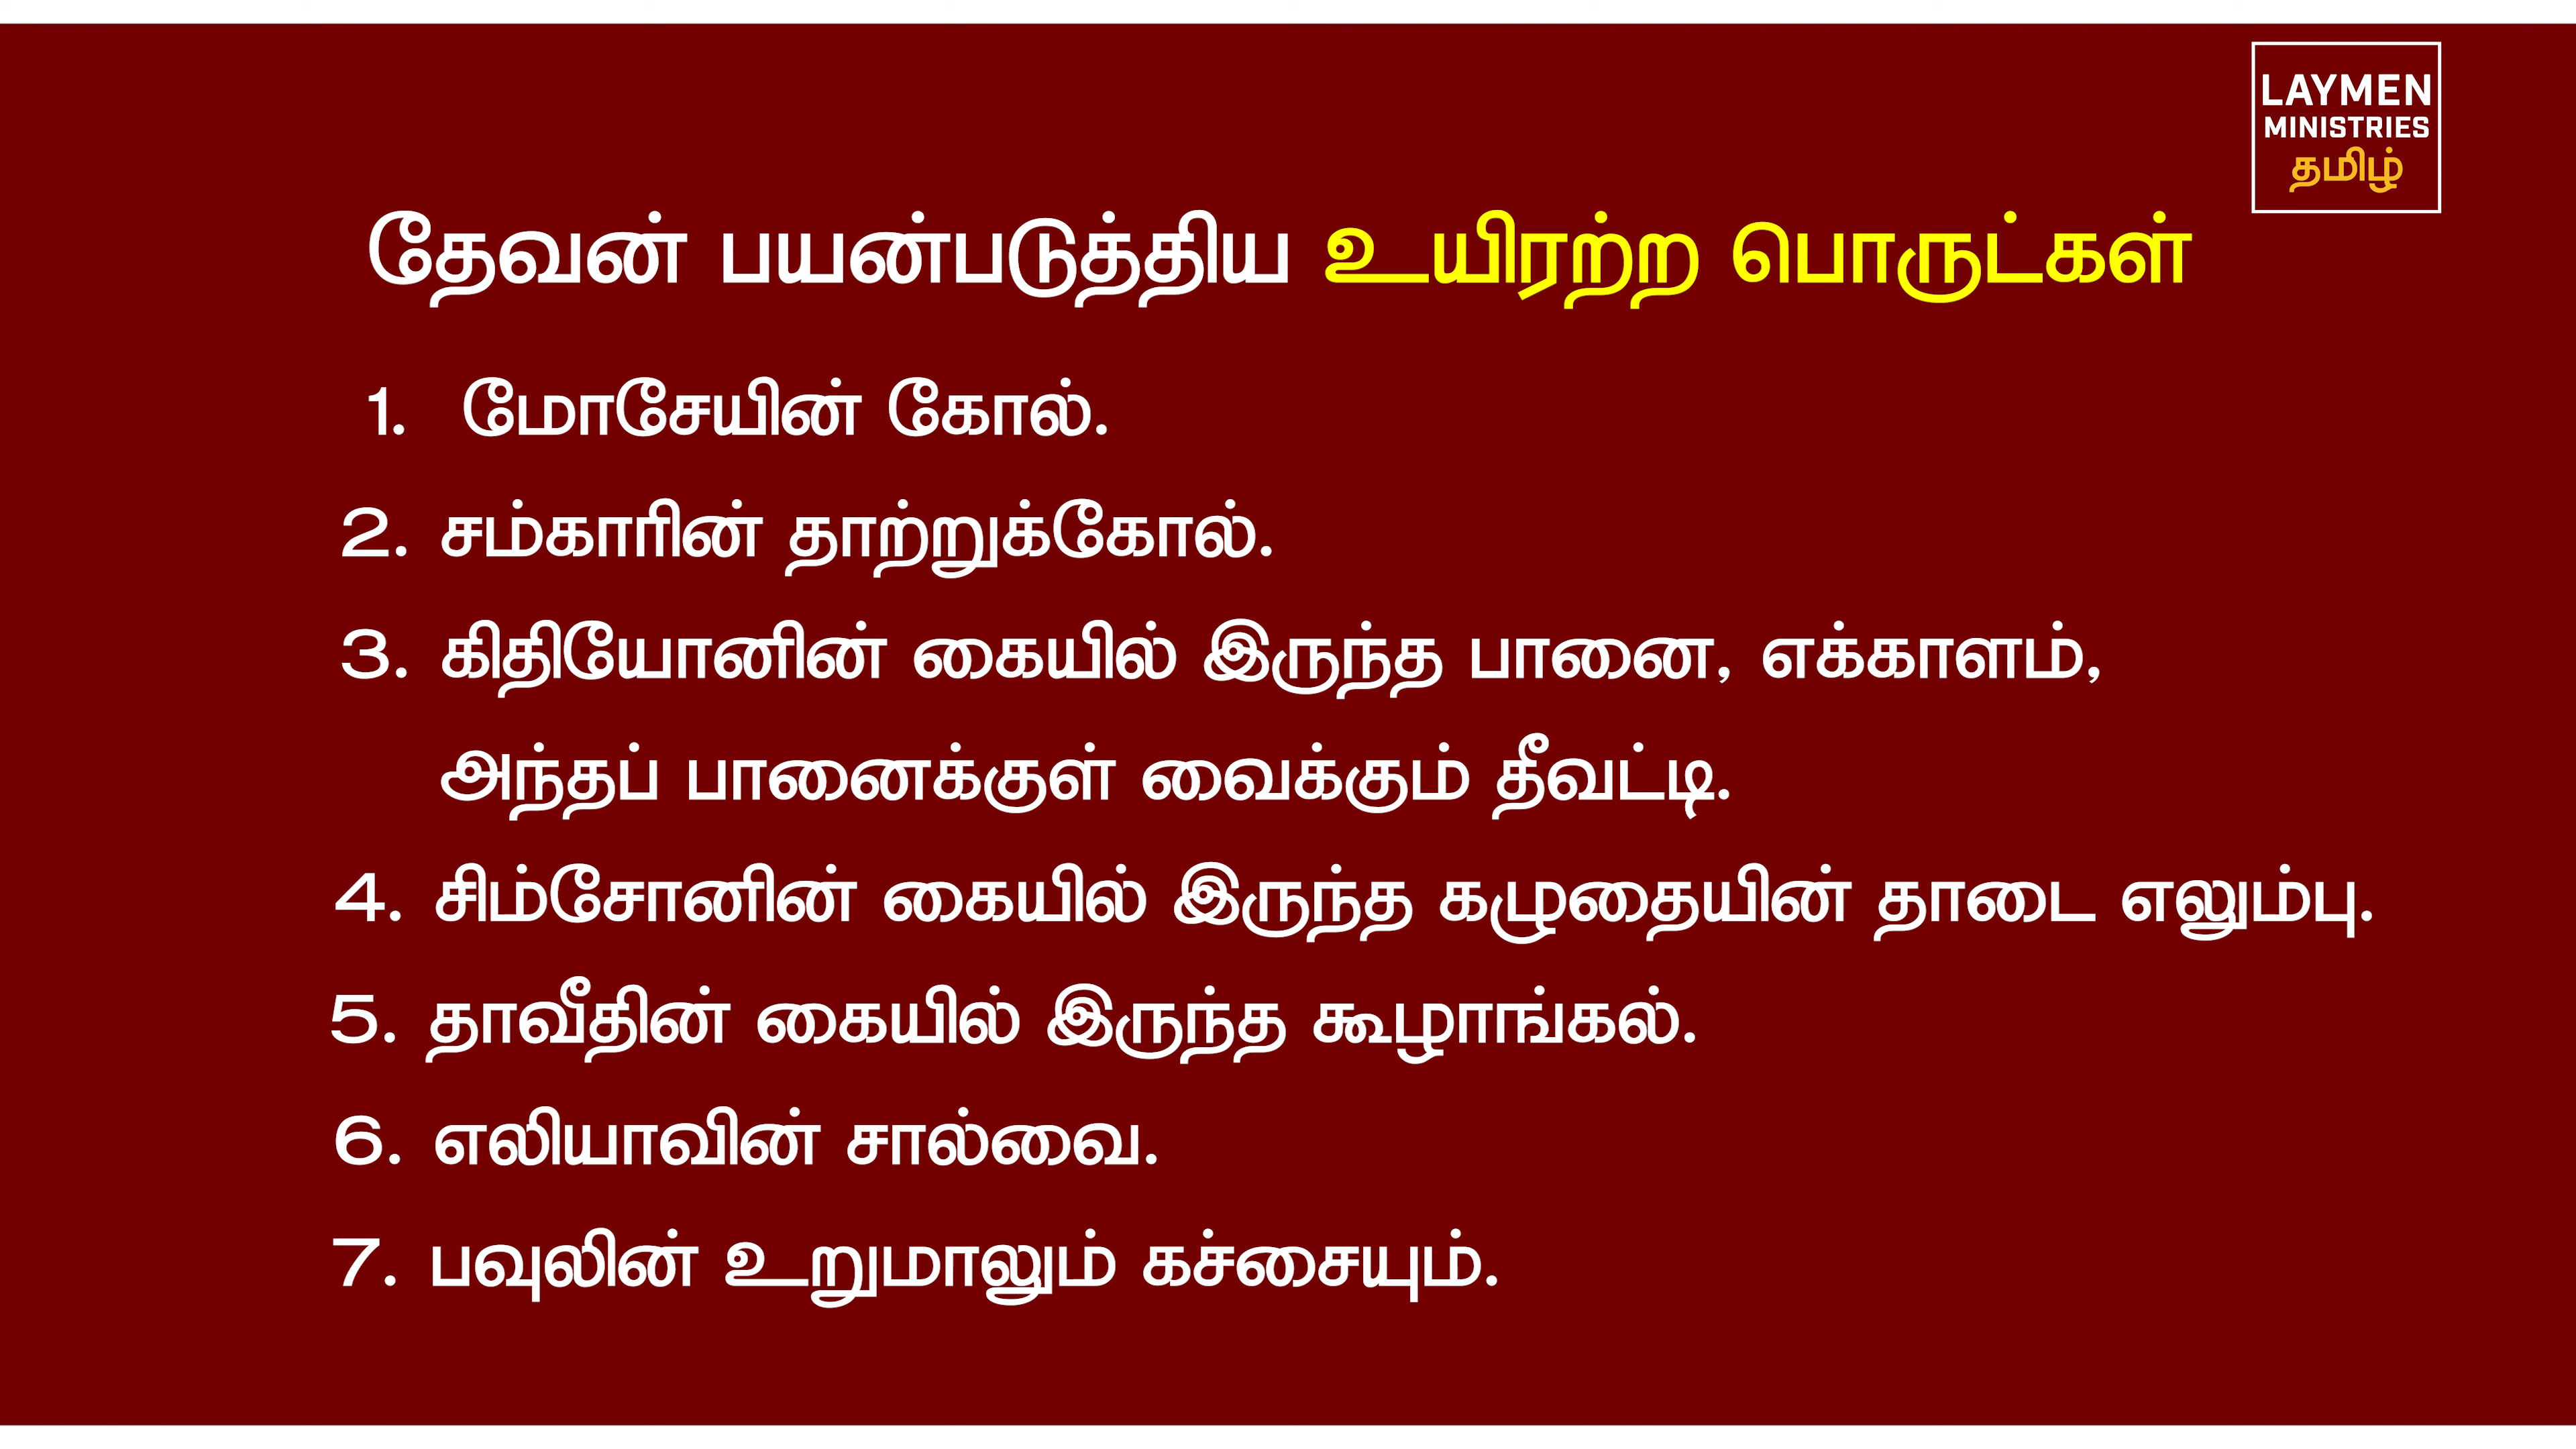 LAYMEN
MINISTRIES
தமிழ்
தேவன் பயன்படுத்திய உயிரற்ற பொருட்கள்
1. மோசேயின் கோல்.
2. சம்காரின் தாற்றுக்கோல்.
3. கிதியோனின் கையில் இருந்த பானை, எக்காளம்,
அந்தப் பானைக்குள் வைக்கும் தீவட்டி.
4. சிம்சோனின் கையில் இருந்த கழுதையின் தாடை எலும்பு.
5. தாவீதின் கையில் இருந்த கூழாங்கல்.
6. எலியாவின் சால்வை.
7. பவுலின் உறுமாலும் கச்சையும்.